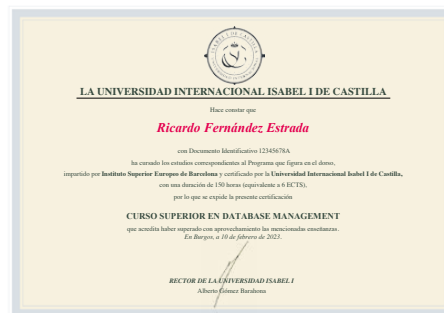 LA UNIVERSIDAD INTERNACIONAL ISABEL I DE CASTILLA
Hace constar que
Ricardo Fernández Estrada
con Documento Identificativo 12345678A
ha cursado los estudios correspondientes al Programa que figura en el dorso,
impartido por Instituto Superior Europeo de Barcelona y certificado por la Universidad Internacional Isabel I de Castilla,
con una duración de 150 horas (equivalente a 6 ECTS),
por lo que se expide la presente certificación
CURSO SUPERIOR EN DATABASE MANAGEMENT
que acredita haber superado con aprovechamiento las mencionadas enseñanzas.
En Burgos, a 10 de febrero de 2023.
RECTOR DE LA UNIVERSIDAD ISABEL I
Alberto Gómez Barahona